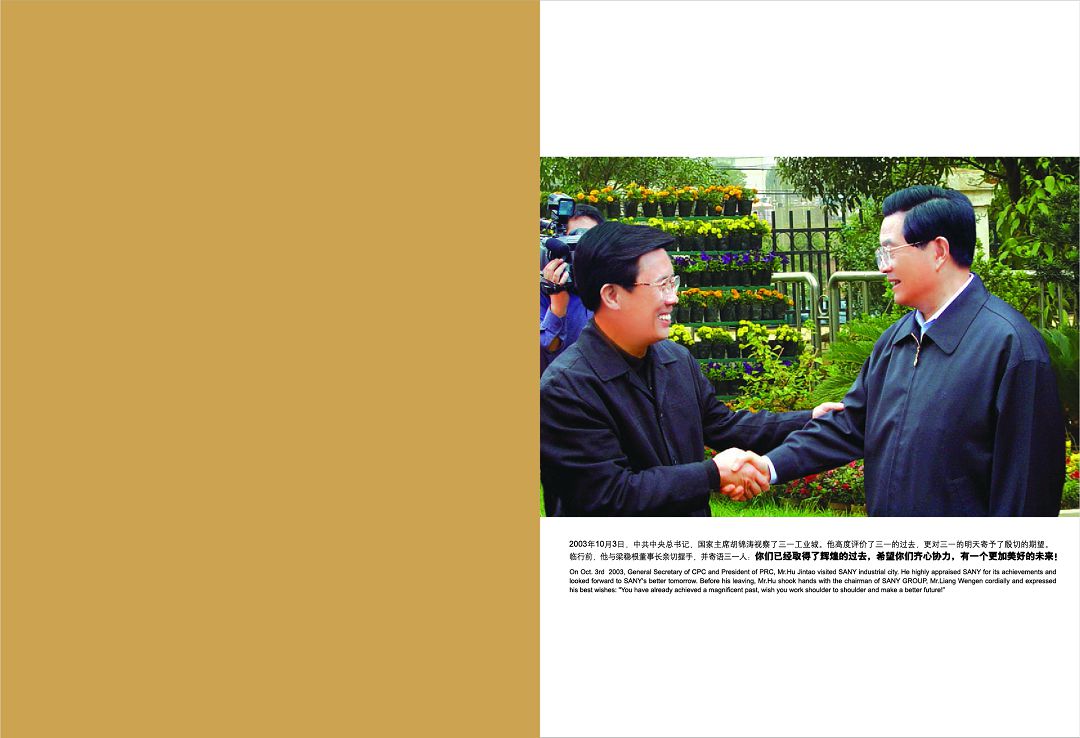 2003年10月3日，中共中央总书记、国家主席胡锦涛视察了三一工业城。他高度评价了三一的过去，更对三一的明天寄予了殷切的期望。
临行前，他与梁稳根董事长亲切握手，并寄语三一人：你们已经取得了辉煌的过去，希望你们齐心协力，有一个更加美好的未来！
On Oct. 3rd 2003, General Secretary of CPC and President of PRC, Mr.Hu Jintao visited SANY industrial city. He highly appraised SANY for its achievements and
looked forward to SANY's better tomorrow. Before his leaving, Mr.Hu shook hands with the chairman of SANY GROUP, Mr.Liang Wengen cordially and expressed
his best wishes: "You have already achieved a magnificent past, wish you work shoulder to shoulder and make a better future!"